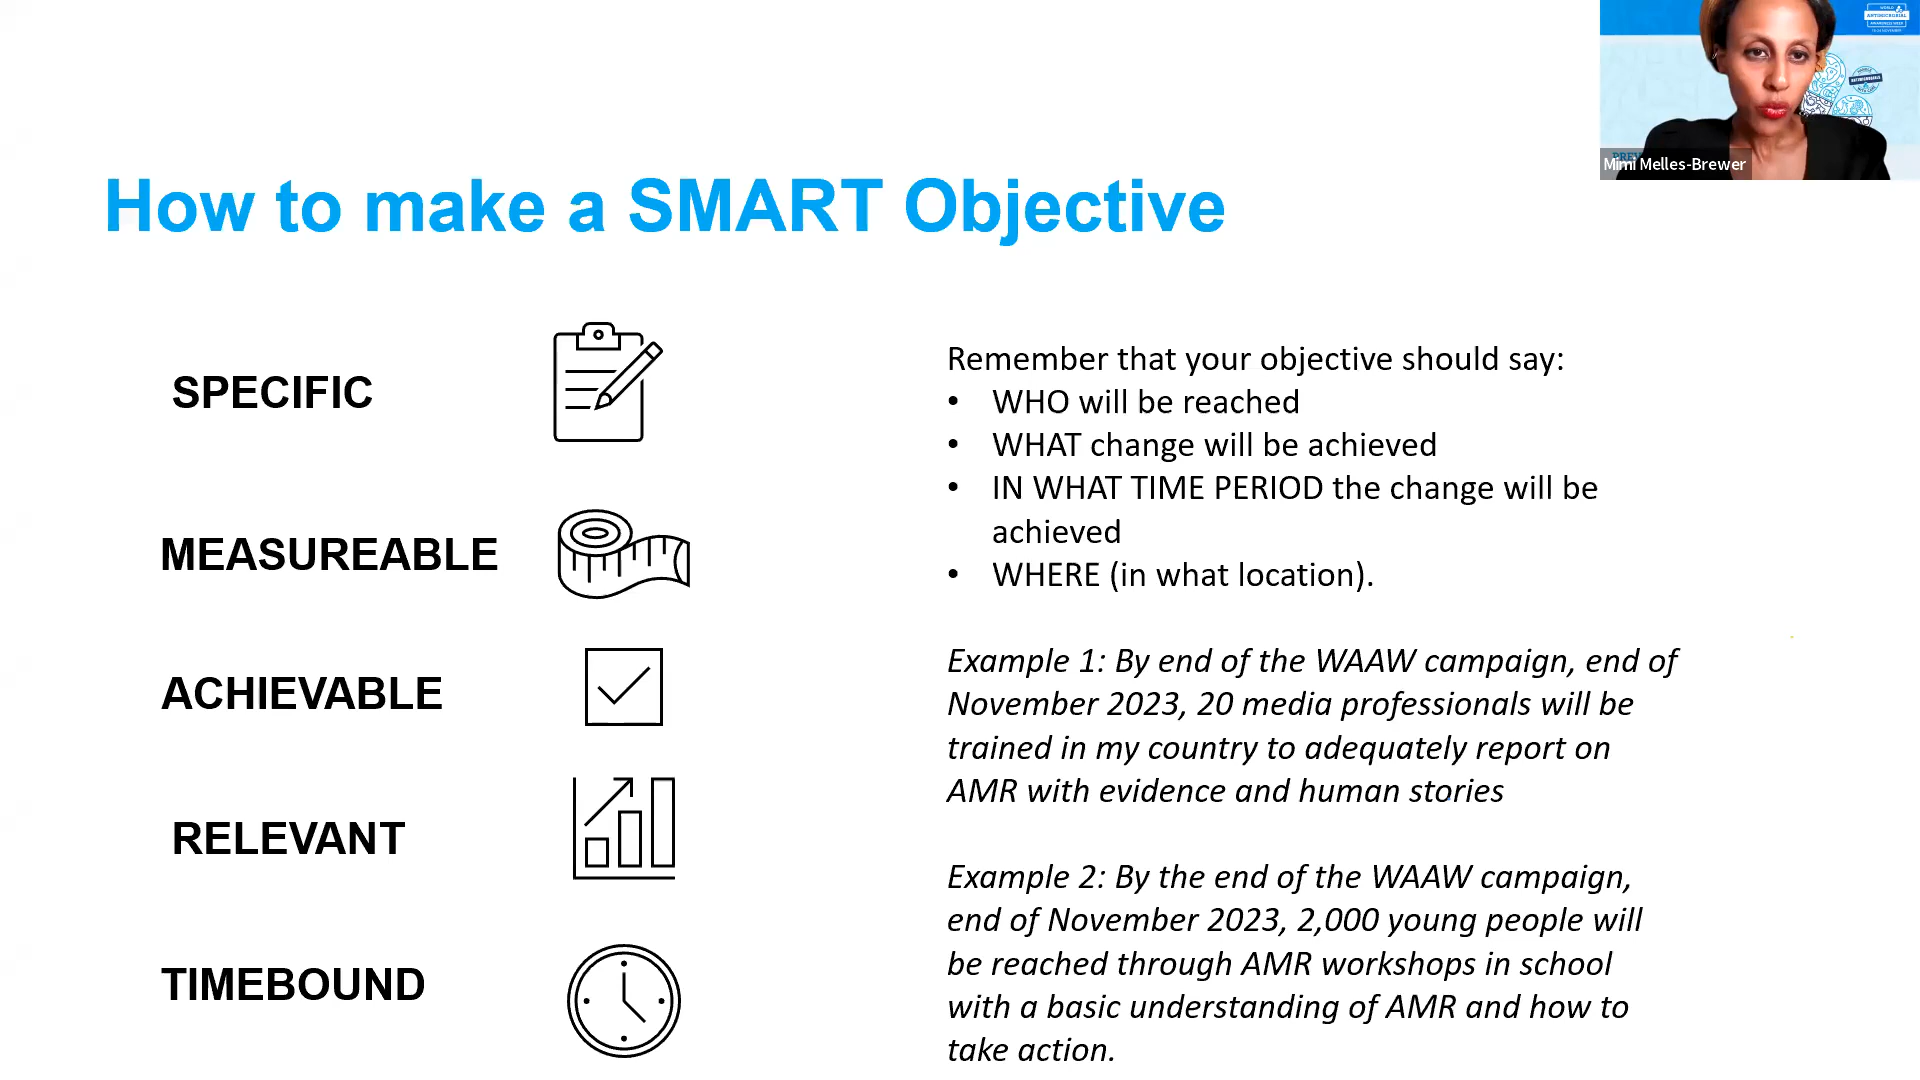 WORLD
ANTIMICROBIAL
AWARENESS WEEK
Mimi Melles-Brewer
How to make a SMART Objective
SPECIFIC
MEASUREABLE
ACHIEVABLE
RELEVANT
TIMEBOUND
Remember that your objective should say:
• WHO will be reached
• WHAT change will be achieved
• IN WHAT TIME PERIOD the change will be
achieved
• WHERE (in what location).
Example 1: By end of the WAAW campaign, end of
November 2023, 20 media professionals will be
trained in my country to adequately report on
AMR with evidence and human stories
Example 2: By the end of the WAAW campaign,
end of November 2023, 2,000 young people will
be reached through AMR workshops in school
with a basic understanding of AMR and how to
take action.